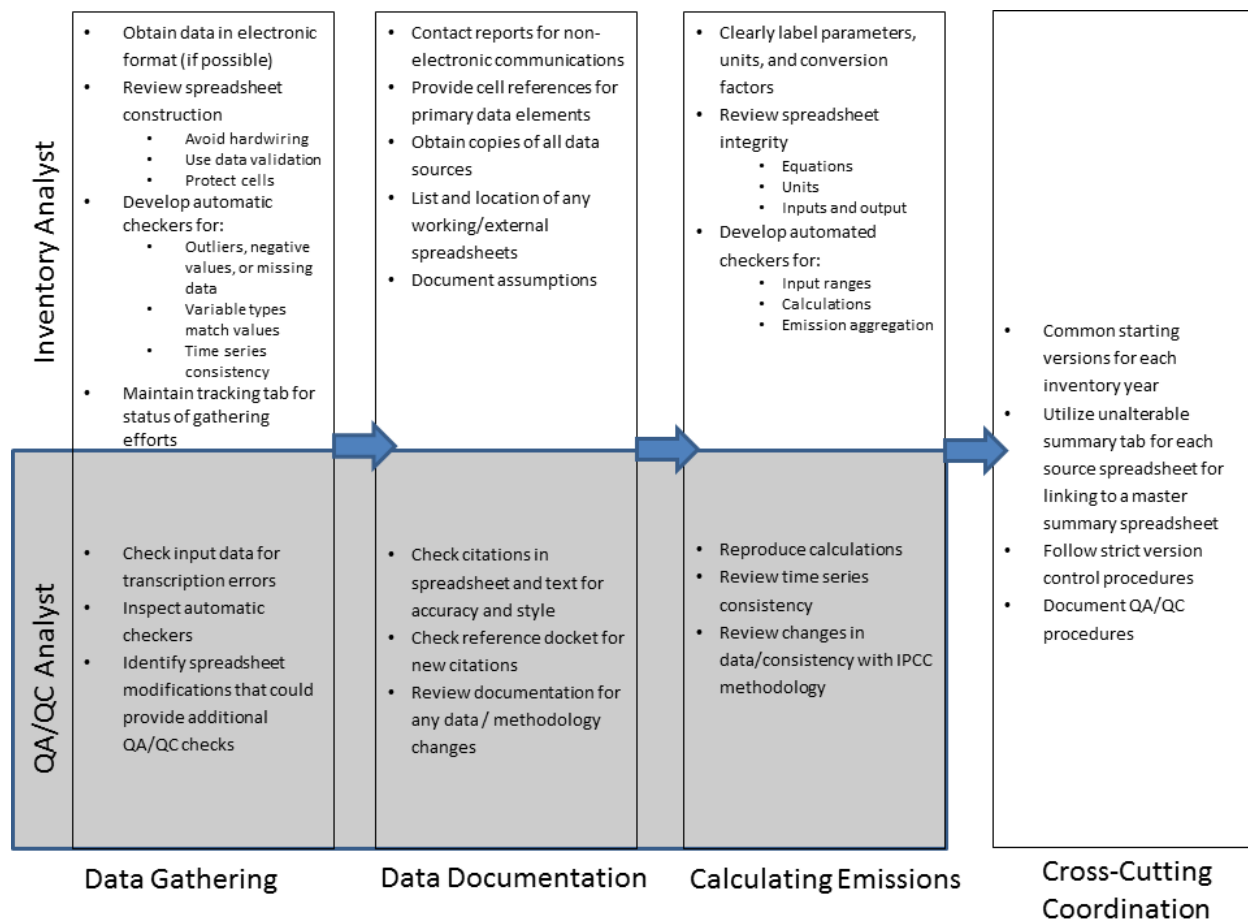 Inventory Analyst
• Obtain data in electronic
format (if possible)
• Review spreadsheet
construction
• Avoid hardwiring
• Use data validation
• Protect cells
• Develop automatic
checkers for:
• Outliers, negative
values, or missing
data
• Variable types
match values
• Time series
consistency
• Maintain tracking tab for
status of gathering
efforts
• Contact reports for non-
electronic communications
• Provide cell references for
primary data elements
• Obtain copies of all data
sources
• List and location of any
working/external
spreadsheets
• Document assumptions
• Clearly label parameters,
units, and conversion
factors
• Review spreadsheet
integrity
• Equations
• Units
• Inputs and output
• Develop automated
checkers for:
• Input ranges
• Calculations
• Emission aggregation
QA/QC Analyst
• Check input data for
transcription errors
• Inspect automatic
checkers
• Identify spreadsheet
modifications that could
provide additional
QA/QC checks
• Check citations in
spreadsheet and text for
accuracy and style
• Check reference docket for
new citations
• Review documentation for
any data / methodology
changes
• Reproduce calculations
• Review time series
consistency
• Review changes in
data/consistency with IPCC
methodology
• Common starting
versions for each
inventory year
• Utilize unalterable
summary tab for each
source spreadsheet for
linking to a master
summary spreadsheet
• Follow strict version
control procedures
• Document QA/QC
procedures
Data Gathering
Data Documentation
Calculating Emissions
Cross-Cutting
Coordination